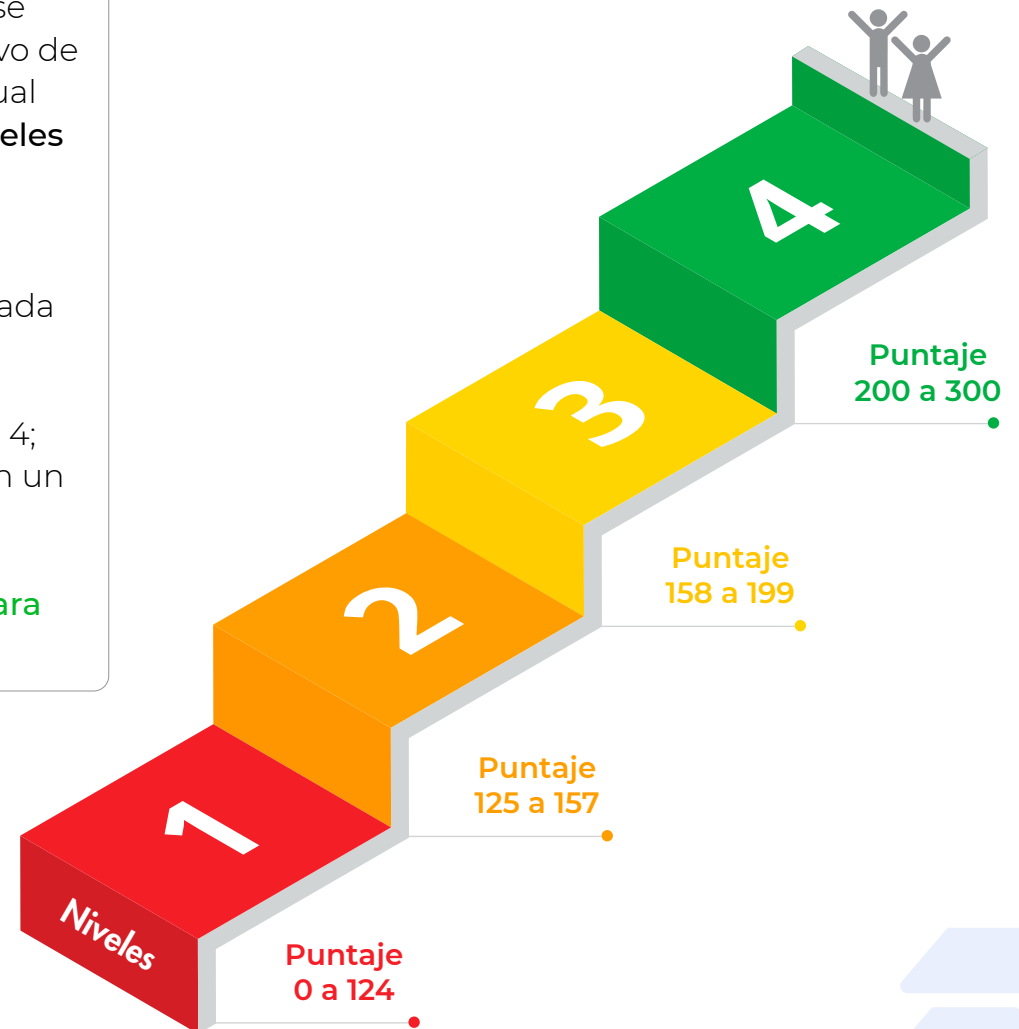 se
vo de
ual
eles
ada
4;
n un
ara
4
Puntaje
200 a 300
3
Puntaje
158 a 199
2
Puntaje
125 a 157
1
Niveles
Puntaje
0 a 124